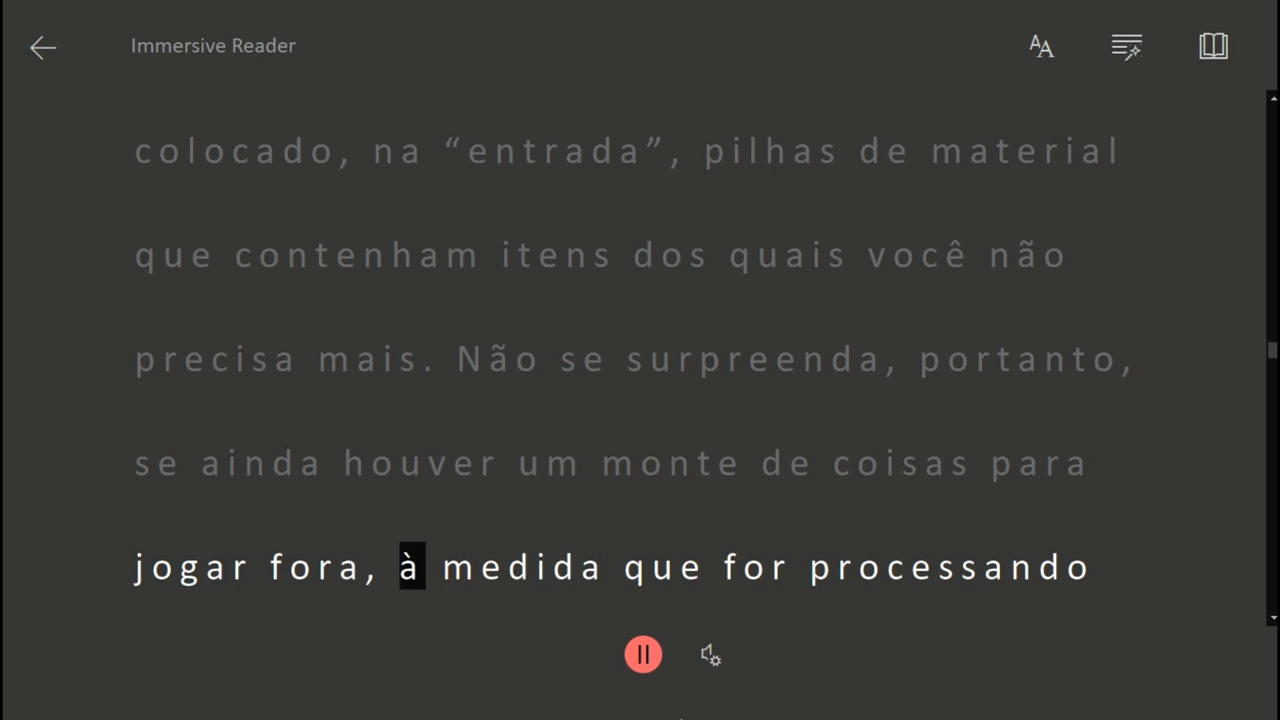 Immersive Reader
colocado, na “entrada”, pilhas de material
que contenham itens dos quais você não
precisa mais. Não se surpreenda, portanto,
se ainda houver um monte de coisas para
jogar fora, à medida que for processando